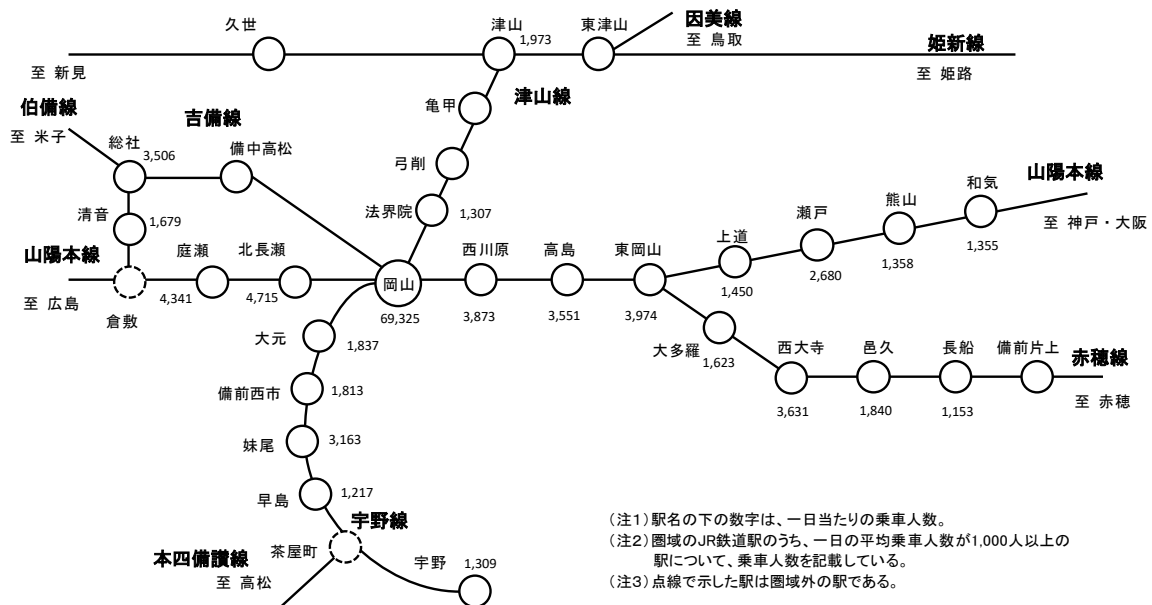 久世
津山
1,973
東津山
因美線
至 鳥取
姫新線
至 新見
至 姫路
伯備線
至 米子
吉備線
津山線
亀甲
総社
3,506
備中高松
弓削
清音
1,679
法界院
1,307
山陽本線
至 広島
倉敷
庭瀬
4,341
北長瀬
4,715
岡山
69,325
西川原
3,873
高島
3,551
東岡山
3,974
上道
1,450
瀬戸
2,680
熊山
1,358
和気
1,355
山陽本線
至 神戸・大阪
大多羅
1,623
西大寺
3,631
邑久
1,840
長船
1,153
備前片上
赤穂線
至 赤穂
大元
1,837
備前西市
1,813
妹尾
3,163
早島
1,217
宇野線
茶屋町
本四備讃線
至 高松
宇野
1,309
(注1)駅名の下の数字は、一日当たりの乗車人数。
(注2)圏域のJR鉄道駅のうち、一日の平均乗車人数が1,000人以上の
駅について、乗車人数を記載している。
(注3)点線で示した駅は圏域外の駅である。